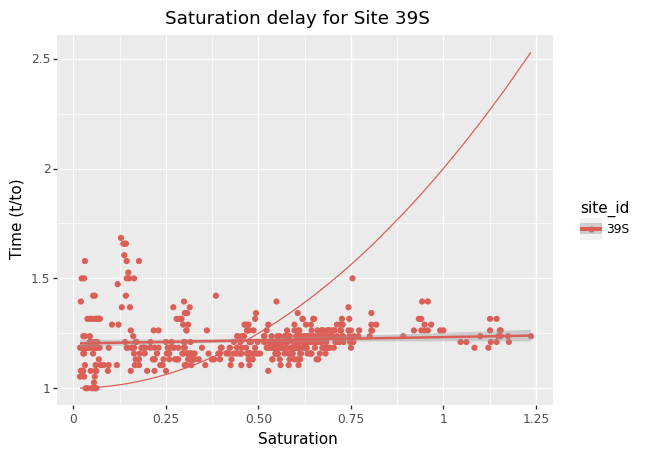 Saturation delay for Site 39S
2.5
2
1.5
1
Time (t/to)
0
0.25
0.50
0.75
1
1.25
Saturation
site_id
39S